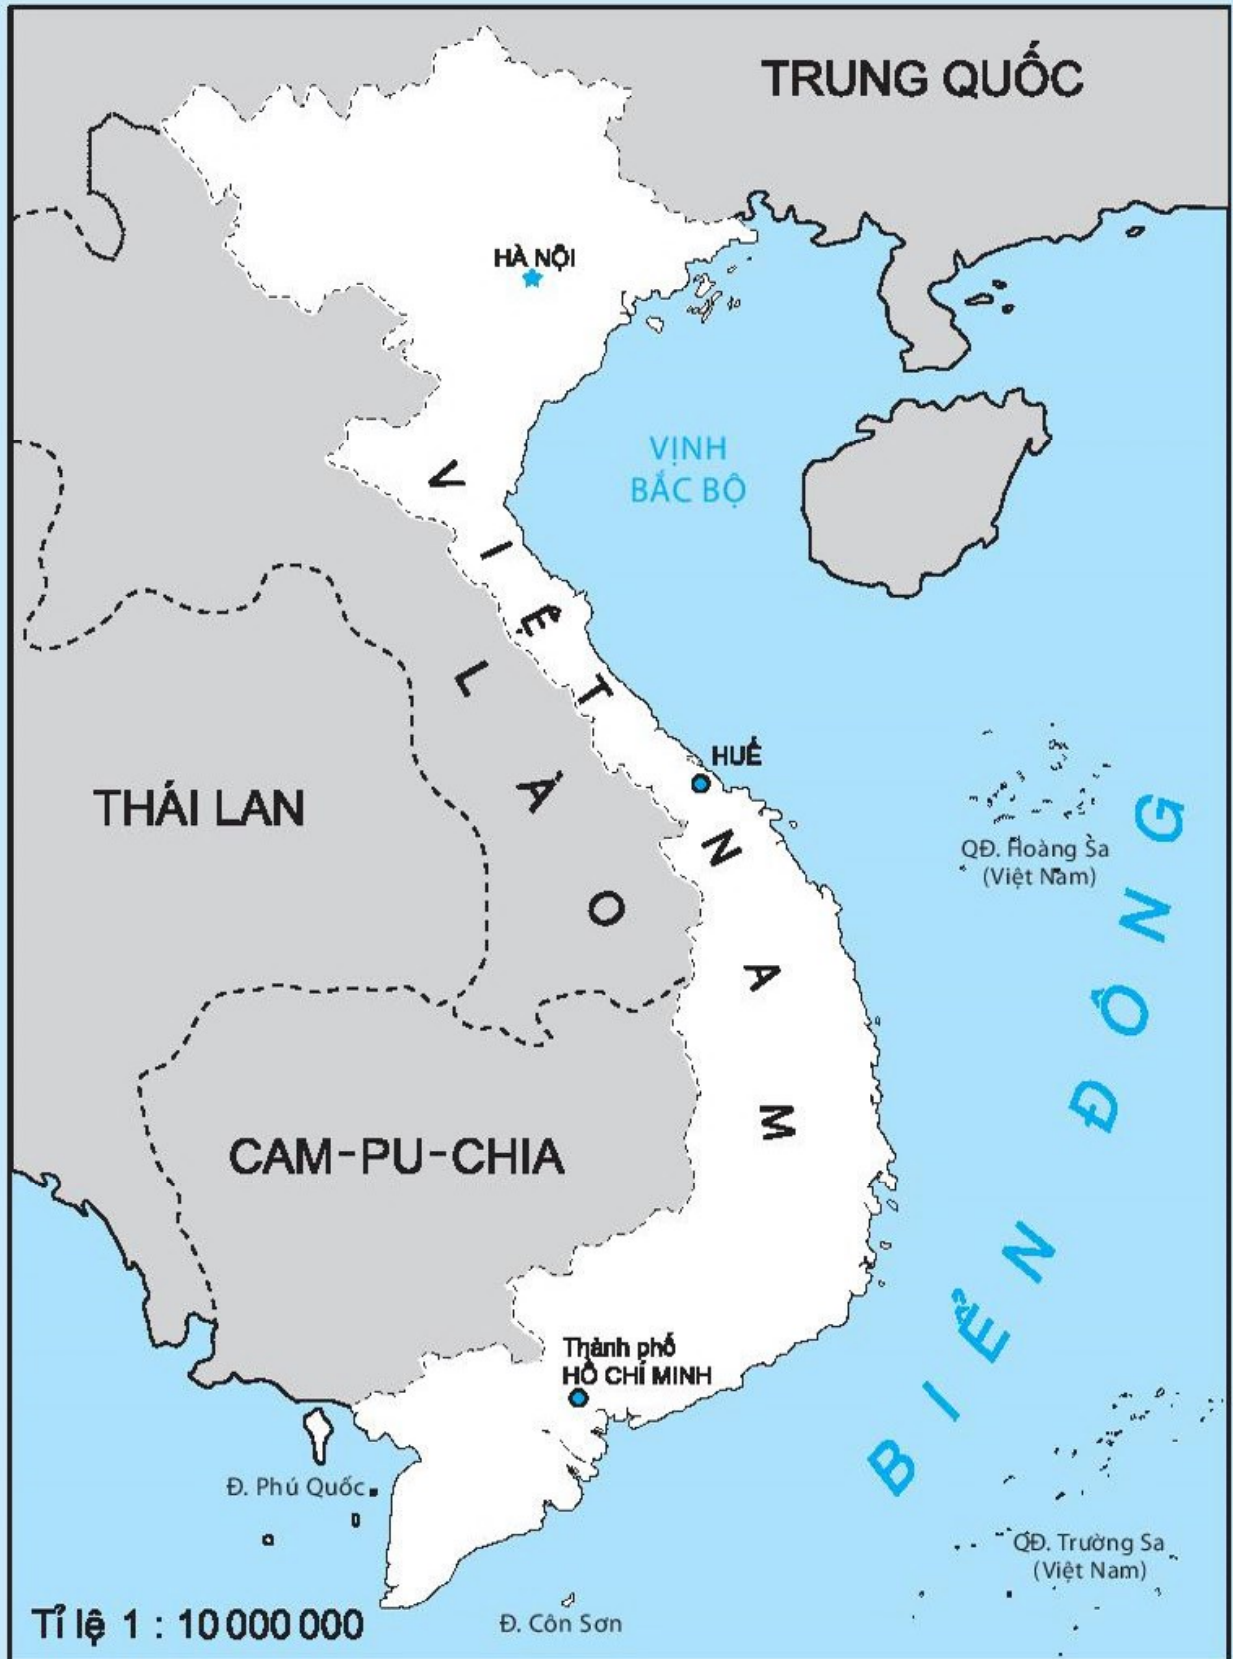 TRUNG QUỐC
HÀ NỘI
VỊNH
BẮC BỘ
VIỆT NAM
LÀO
HUẾ
THÁI LAN
QĐ. Hoàng Sa
(Việt Nam)
BIỂN ĐÔNG
CAM-PU-CHIA
Thành phố
HỒ CHÍ MINH
Đ. Phú Quốc
QĐ. Trường Sa
(Việt Nam)
Đ. Côn Sơn
Tỉ lệ 1 : 10 000 000